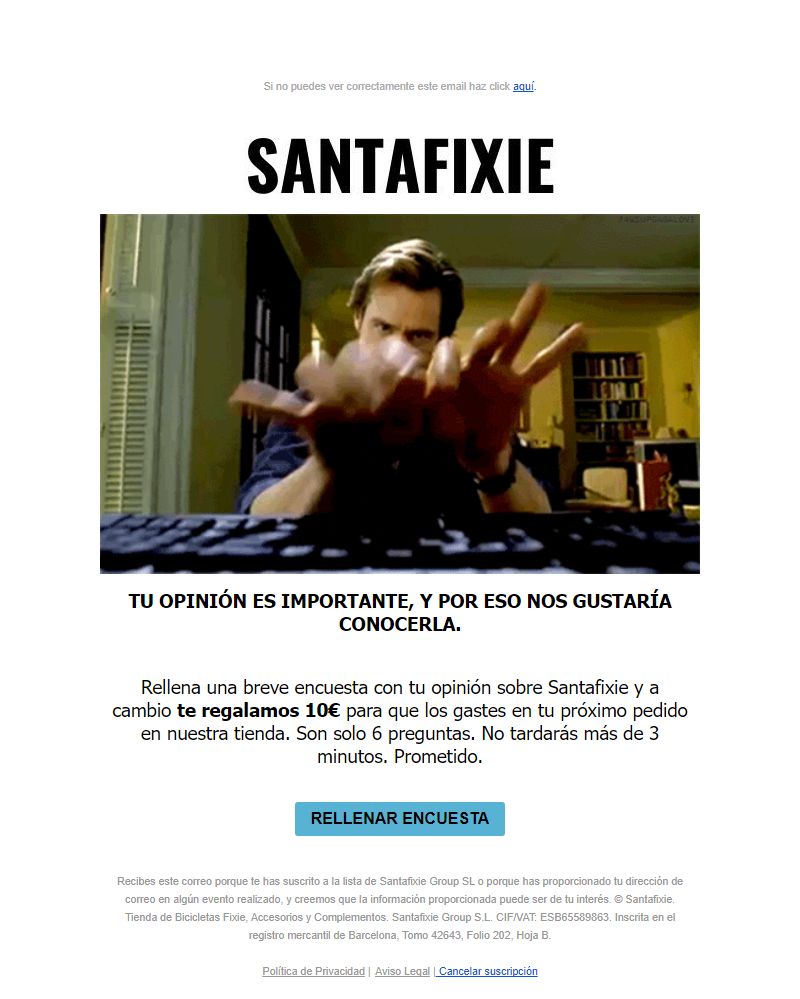 Si no puedes ver correctamente este email haz click aquí.
SANTAFIXIE
TU OPINIÓN ES IMPORTANTE, Y POR ESO NOS GUSTARÍA
CONOCERLA.
Rellena una breve encuesta con tu opinión sobre Santafixie y a
cambio te regalamos 10€ para que los gastes en tu próximo pedido
en nuestra tienda. Son solo 6 preguntas. No tardarás más de 3
minutos. Prometido.
RELLENAR ENCUESTA
Recibes este correo porque te has suscrito a la lista de Santafixie Group SL o porque has proporcionado tu dirección de
correo en algún evento realizado, y creemos que la información proporcionada puede ser de tu interés. © Santafixie.
Tienda de Bicicletas Fixie, Accesorios y Complementos. Santafixie Group S.L. CIF/VAT: ESB65589863. Inscrita en el
registro mercantil de Barcelona, Tomo 42643, Folio 202, Hoja B.
Política de Privacidad | Aviso Legal | Cancelar suscripción